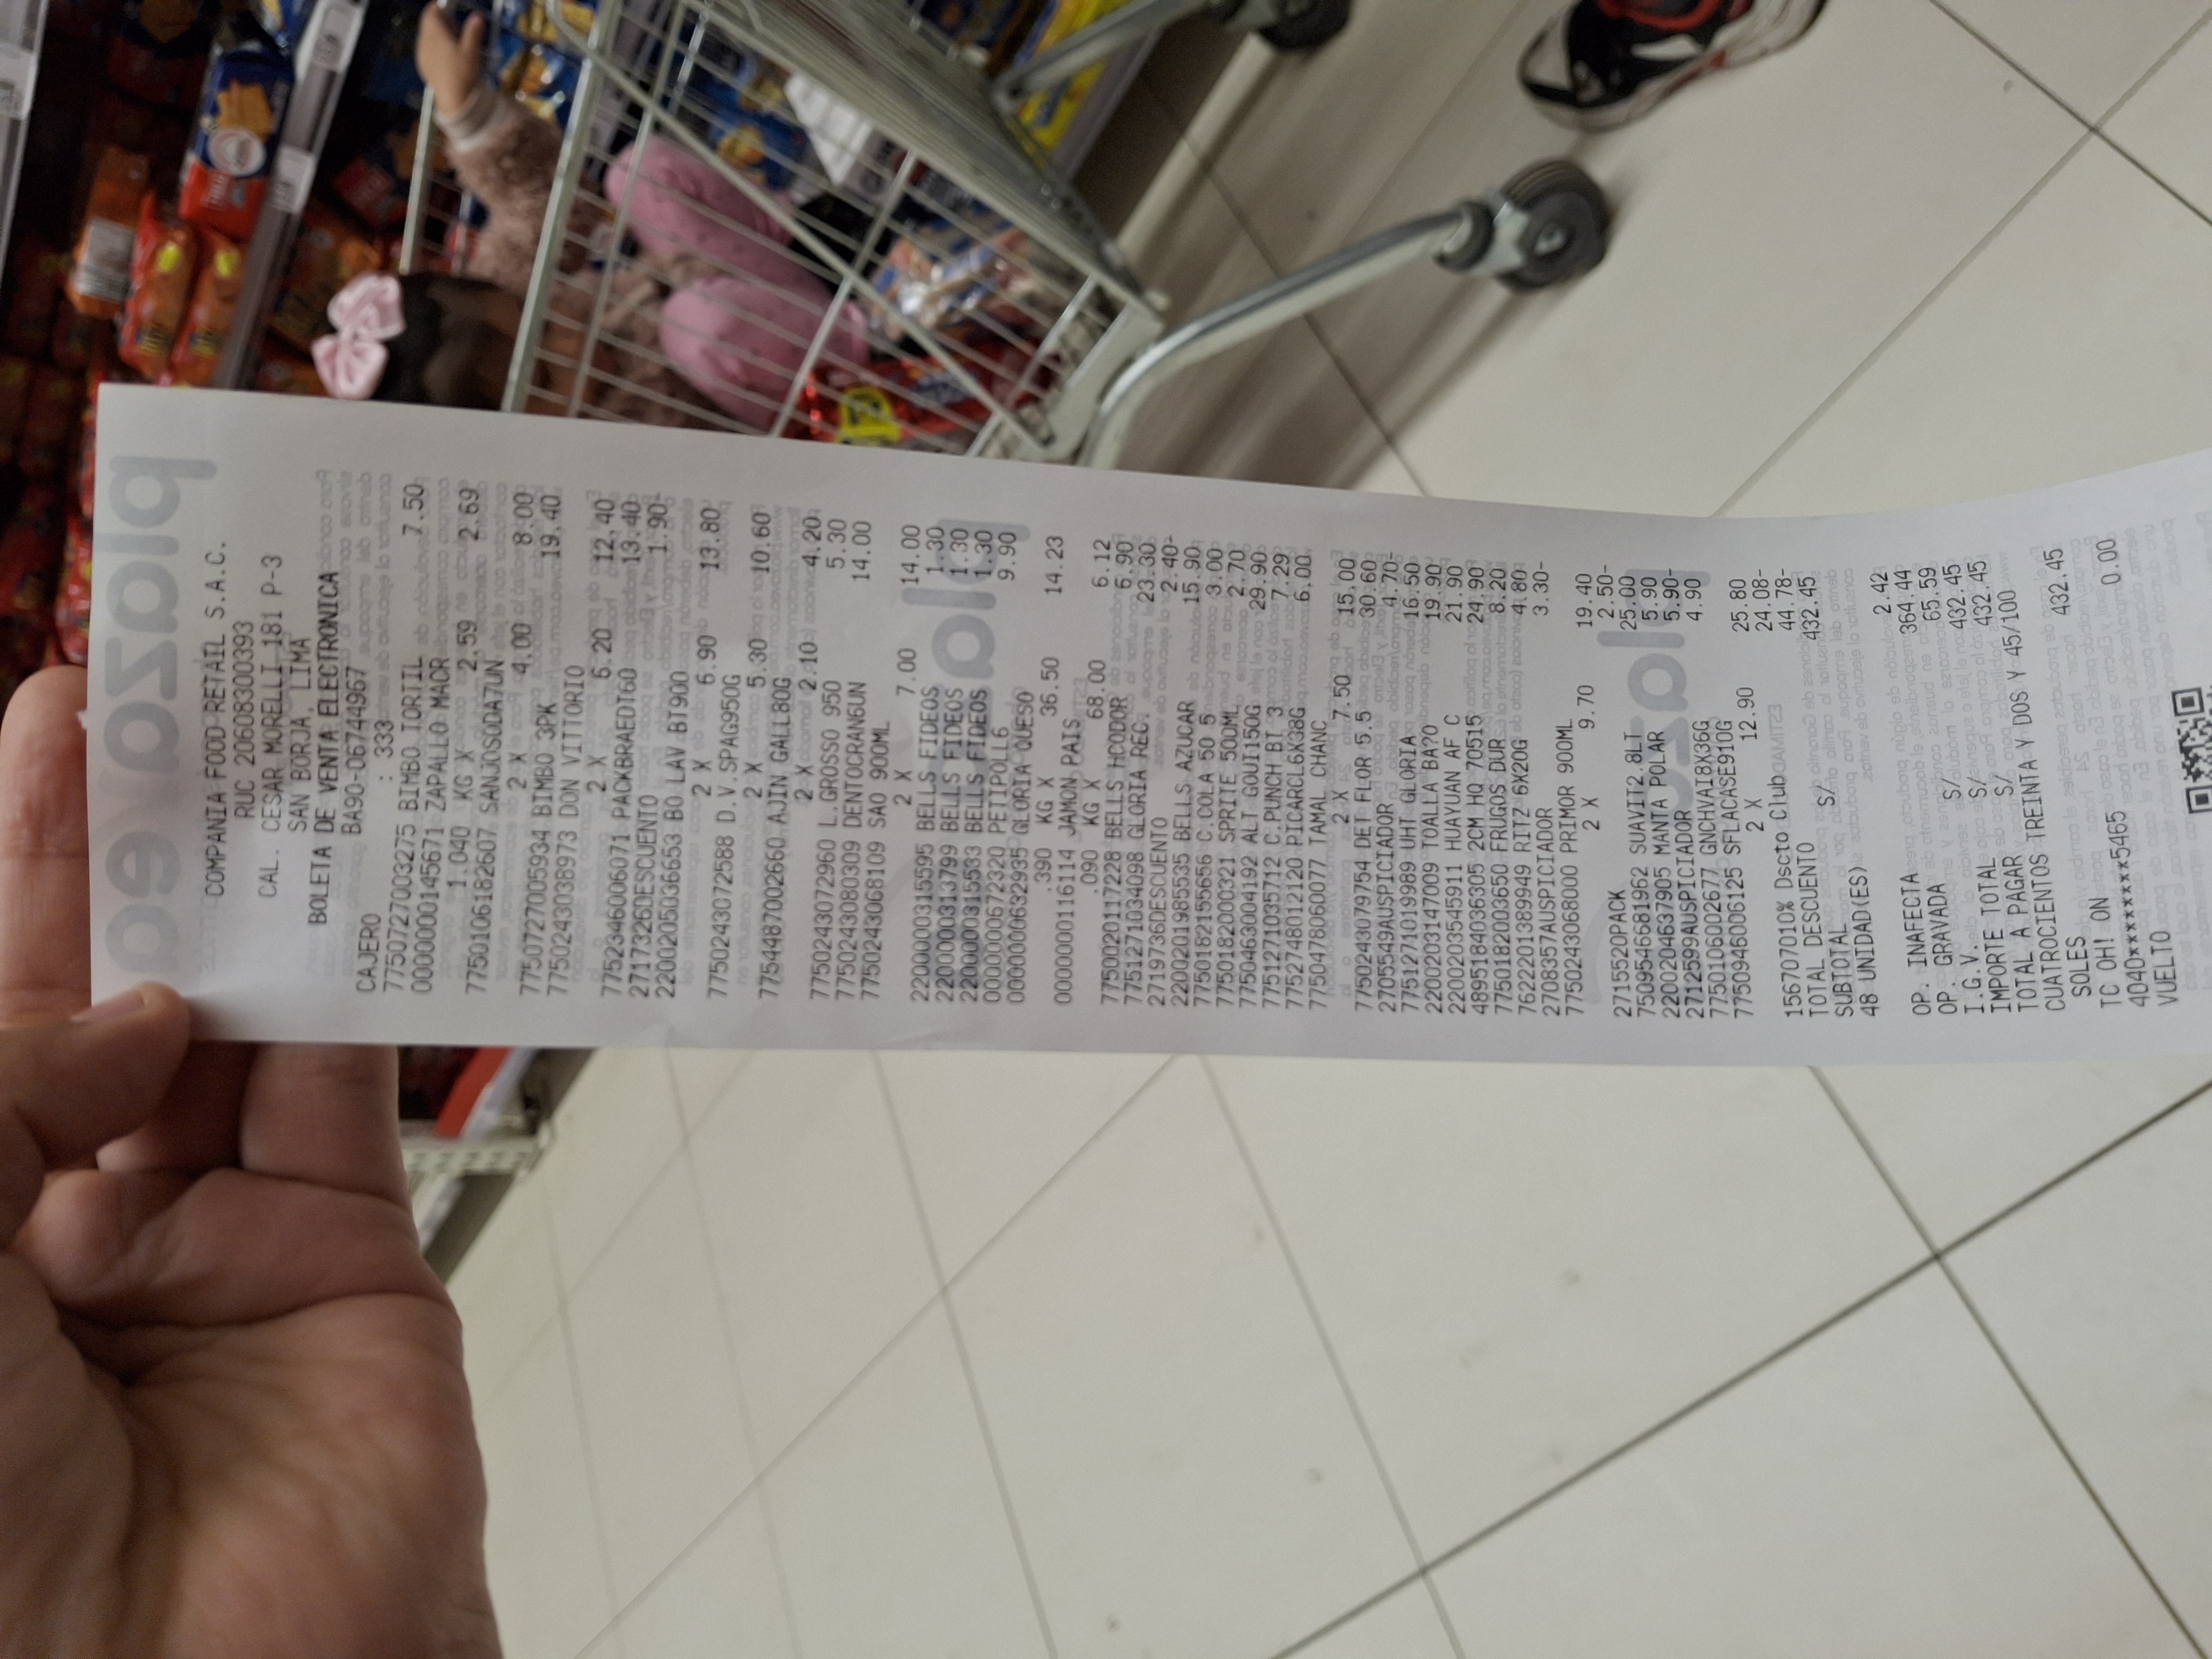 COMPANIA FOOD RETAIL S.A.C.
RUC 20608300393
CAL. CESAR MORELLI 181 P-3
SAN BORJA, LIMA
BOLETA DE VENTA ELECTRONICA
BA90-06744967
CAJERO : 333
7750727003275 BIMBO TORTIL 7.50
0000000145671 ZAPALLO MACR
1.040 KG X 2.59 2.69
7750106182607 SANJOSODA7UN
2 X 4.00 8.00
7750727005934 BIMBO 3PK 19.40
7750243038973 DON VITTORIO
2 X 6.20 12.40
7752346006071 PACKBRAEDT60 13.40
2717326DESCUENTO 1.90-
2200205036653 BO LAV BT900
2 X 6.90 13.80
7750243072588 D.V.SPAG950G
2 X 5.30 10.60
7754487002660 AJIN GALL80G
2 X 2.10 4.20
7750243072960 L.GROSSO 950 5.30
7750243080309 DENTOCRAN6UN 14.00
7750243068109 SAO 900ML
2 X 7.00 14.00
2200000315595 BELLS FIDEOS 1.30
2200000313799 BELLS FIDEOS 1.30
2200000315533 BELLS FIDEOS 1.30
0000000672320 PETIPOLL6 9.90
0000000632935 GLORIA QUESO
.390 KG X 36.50 14.23
0000000116114 JAMON PAIS
.090 KG X 68.00 6.12
7750020117228 BELLS HCODOR 6.90
7751271034098 GLORIA REC. 23.30
2719736DESCUENTO 2.40-
2200201985535 BELLS AZUCAR 15.90
7750182155656 C.COLA 50 5 3.00
7750182000321 SPRITE 500ML 2.70
7750463004192 ALT GOUI150G 29.90
7751271035712 C.PUNCH BT 3 7.29
7752748012120 PICARCL6X38G 6.00
7750478060077 TAMAL CHANC
2 X 7.50 15.00
7750243079754 DET FLOR 5.5 30.60
2705549AUSPICIADOR 4.70-
7751271019989 UHT GLORIA 16.50
2200203147009 TOALLA BA?O 19.90
2200203545911 HUAYUAN AF C 21.90
4895184036305 2CM HQ 70515 24.90
7750182003650 FRUGOS DUR 8.20
7622201389949 RITZ 6X20G 4.80
2708357AUSPICIADOR 3.30-
7750243068000 PRIMOR 900ML
2 X 9.70 19.40
2715520PACK 2.50-
7509546681962 SUAVIT2.8LT 25.00
2200204637905 MANTA POLAR 5.90
2712599AUSPICIADOR 5.90-
7750106002677 GNCHVAI8X36G 4.90
7750946006125 SFLACASE910G
2 X 12.90 25.80
156707010% Dscto Club 24.08-
TOTAL DESCUENTO 44.78-
SUBTOTAL S/ 432.45
48 UNIDAD(ES)
OP. INAFECTA 2.42
OP. GRAVADA 364.44
I.G.V. S/ 65.59
IMPORTE TOTAL S/ 432.45
TOTAL A PAGAR S/ 432.45
CUATROCIENTOS TREINTA Y DOS Y 45/100
SOLES
TC OH! ON 432.45
4040********5465
VUELTO 0.00